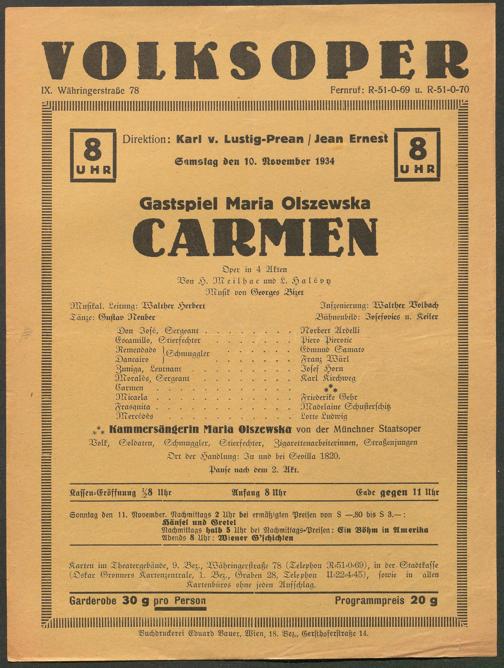 VOLKSOPER
IX. Währingerstraße 78 Fernruf: R-51-0-69 u. R-51-0-70
8 UHR
Direktion: Karl v. Lustig-Prean / Jean Ernest
8 UHR
Samstag den 10. November 1934
Gastspiel Maria Olszewska
CARMEN
Oper in 4 Akten
Von H. Meilhac und L. Halévy
Musik von Georges Bizet
Musikal. Leitung: Walther Herbert Inszenierung: Walther Volbach
Tänze: Gustav Neuber Bühnenbild: Josefovics u. Keller
Don José, Sergeant Norbert Ardelli
Escamillo, Stierfechter Piero Pierotic
Remendado } Schmuggler Edmund Samato
Dancairo } Franz Würl
Zuniga, Leutnant Josef Horn
Moralès, Sergeant Karl Kirchweg
Carmen ⁂
Micaela Friederike Gehr
Frasquita Madelaine Schusterschitz
Mercédès Lotte Ludwig
⁂ Kammersängerin Maria Olszewska von der Münchner Staatsoper
Volk, Soldaten, Schmuggler, Stierfechter, Zigarettenarbeiterinnen, Straßenjungen
Ort der Handlung: In und bei Sevilla 1820.
Pause nach dem 2. Akt.
Kassen-Eröffnung ½8 Uhr Anfang 8 Uhr Ende gegen 11 Uhr
Sonntag den 11. November. Nachmittags 2 Uhr bei ermäßigten Preisen von S —.80 bis S 3.—:
Hänsel und Gretel
Nachmittags halb 5 Uhr bei Nachmittags-Preisen: Ein Böhm in Amerika
Abends 8 Uhr: Wiener G'schichten
Karten im Theatergebäude, 9. Bez., Währingerstraße 78 (Telephon R-51-0-69), in der Stadtkasse
(Oskar Gronners Kartenzentrale, 1. Bez., Graben 28, Telephon U-22-4-45), sowie in allen
Kartenbüros ohne jeden Aufschlag.
Garderobe 30 g pro Person Programmpreis 20 g
Buchdruckerei Eduard Bauer, Wien, 18. Bez., Gersthoferstraße 14.